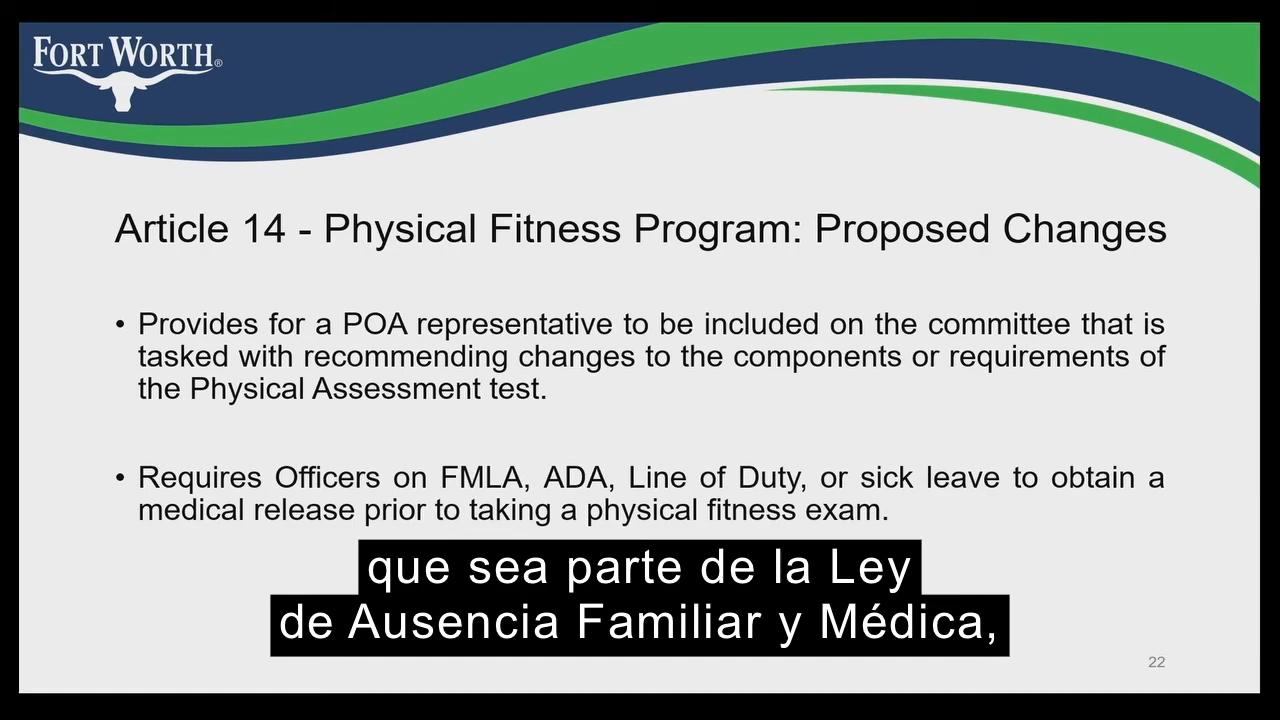 FORT WORTH®
Article 14 - Physical Fitness Program: Proposed Changes
• Provides for a POA representative to be included on the committee that is
tasked with recommending changes to the components or requirements of
the Physical Assessment test.
• Requires Officers on FMLA, ADA, Line of Duty, or sick leave to obtain a
medical release prior to taking a physical fitness exam.
que sea parte de la Ley
de Ausencia Familiar y Médica,
22